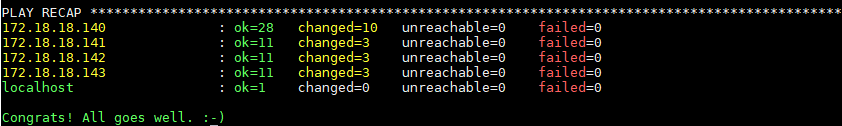 PLAY RECAP **********************************************************************************************
172.18.18.140 : ok=28 changed=10 unreachable=0 failed=0
172.18.18.141 : ok=11 changed=3 unreachable=0 failed=0
172.18.18.142 : ok=11 changed=3 unreachable=0 failed=0
172.18.18.143 : ok=11 changed=3 unreachable=0 failed=0
localhost : ok=1 changed=0 unreachable=0 failed=0
Congrats! All goes well. :-)